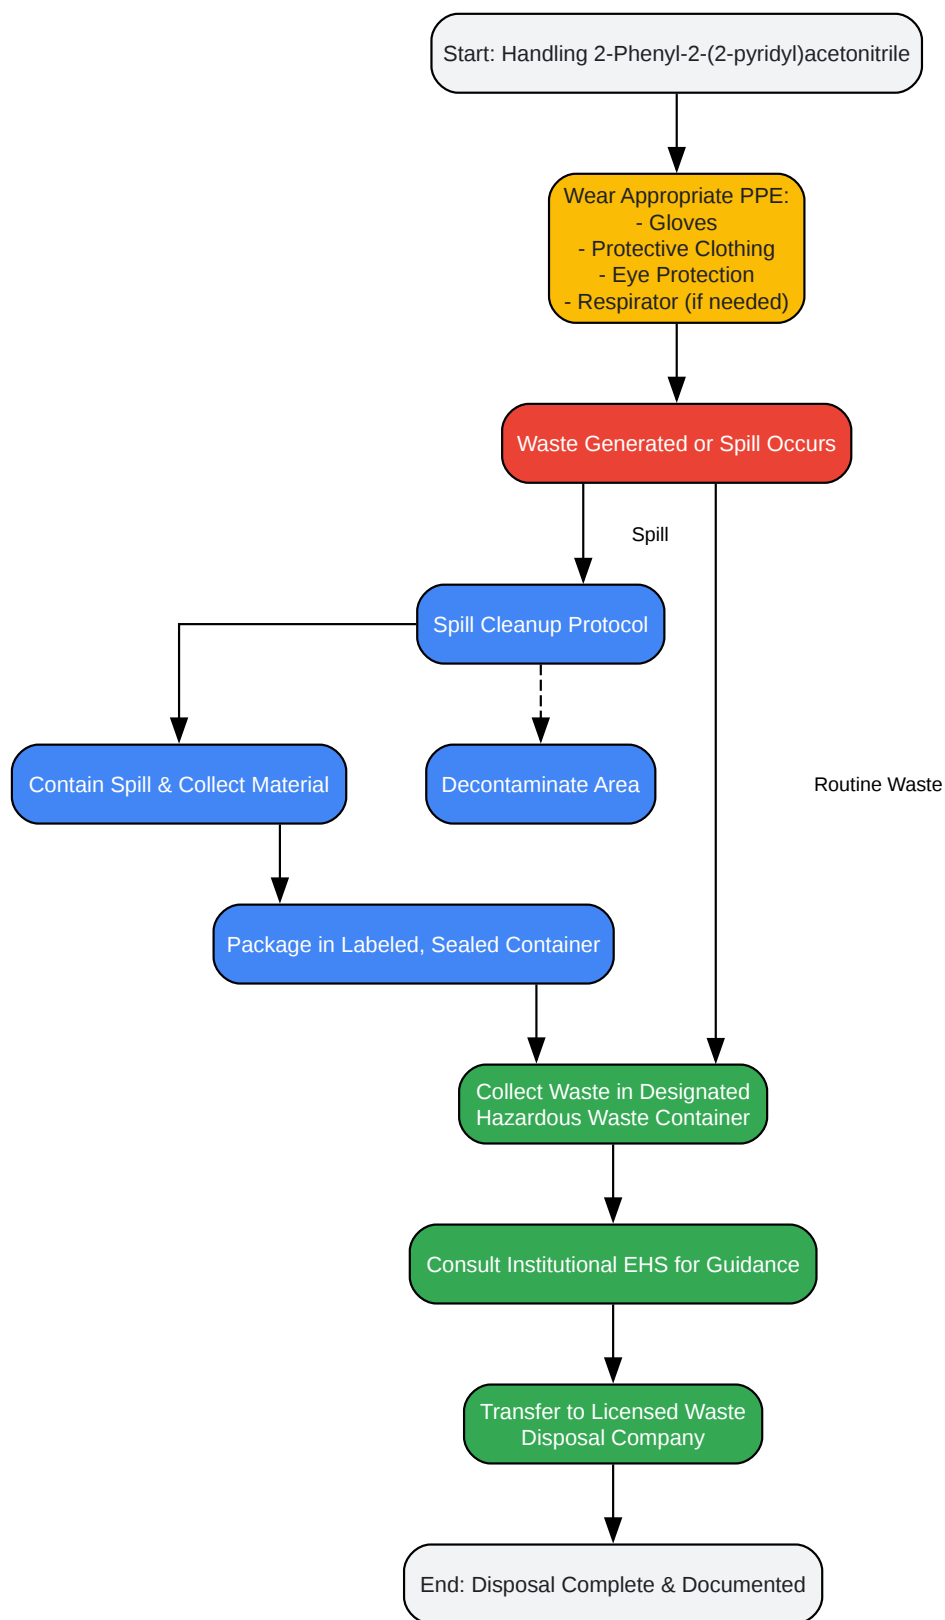 Start: Handling 2-Phenyl-2-(2-pyridyl)acetonitrile
Wear Appropriate PPE:
- Gloves
- Protective Clothing
- Eye Protection
- Respirator (if needed)
Waste Generated or Spill Occurs
Spill
Spill Cleanup Protocol
Contain Spill & Collect Material
Decontaminate Area
Routine Waste
Package in Labeled, Sealed Container
Collect Waste in Designated
Hazardous Waste Container
Consult Institutional EHS for Guidance
Transfer to Licensed Waste
Disposal Company
End: Disposal Complete & Documented